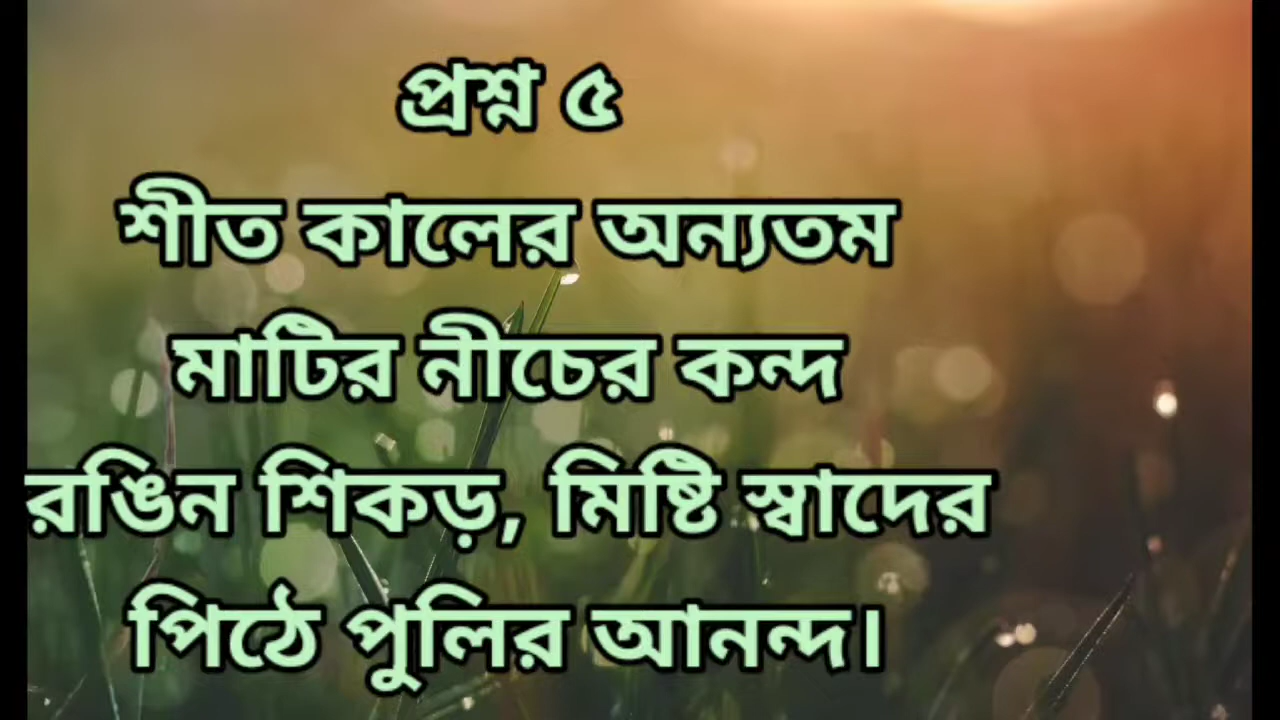 প্রশ্ন ৫
শীত কালের অন্যতম
মাটির নীচের কন্দ
রঙিন শিকড়, মিষ্টি স্বাদের
পিঠে পুলির আনন্দ।